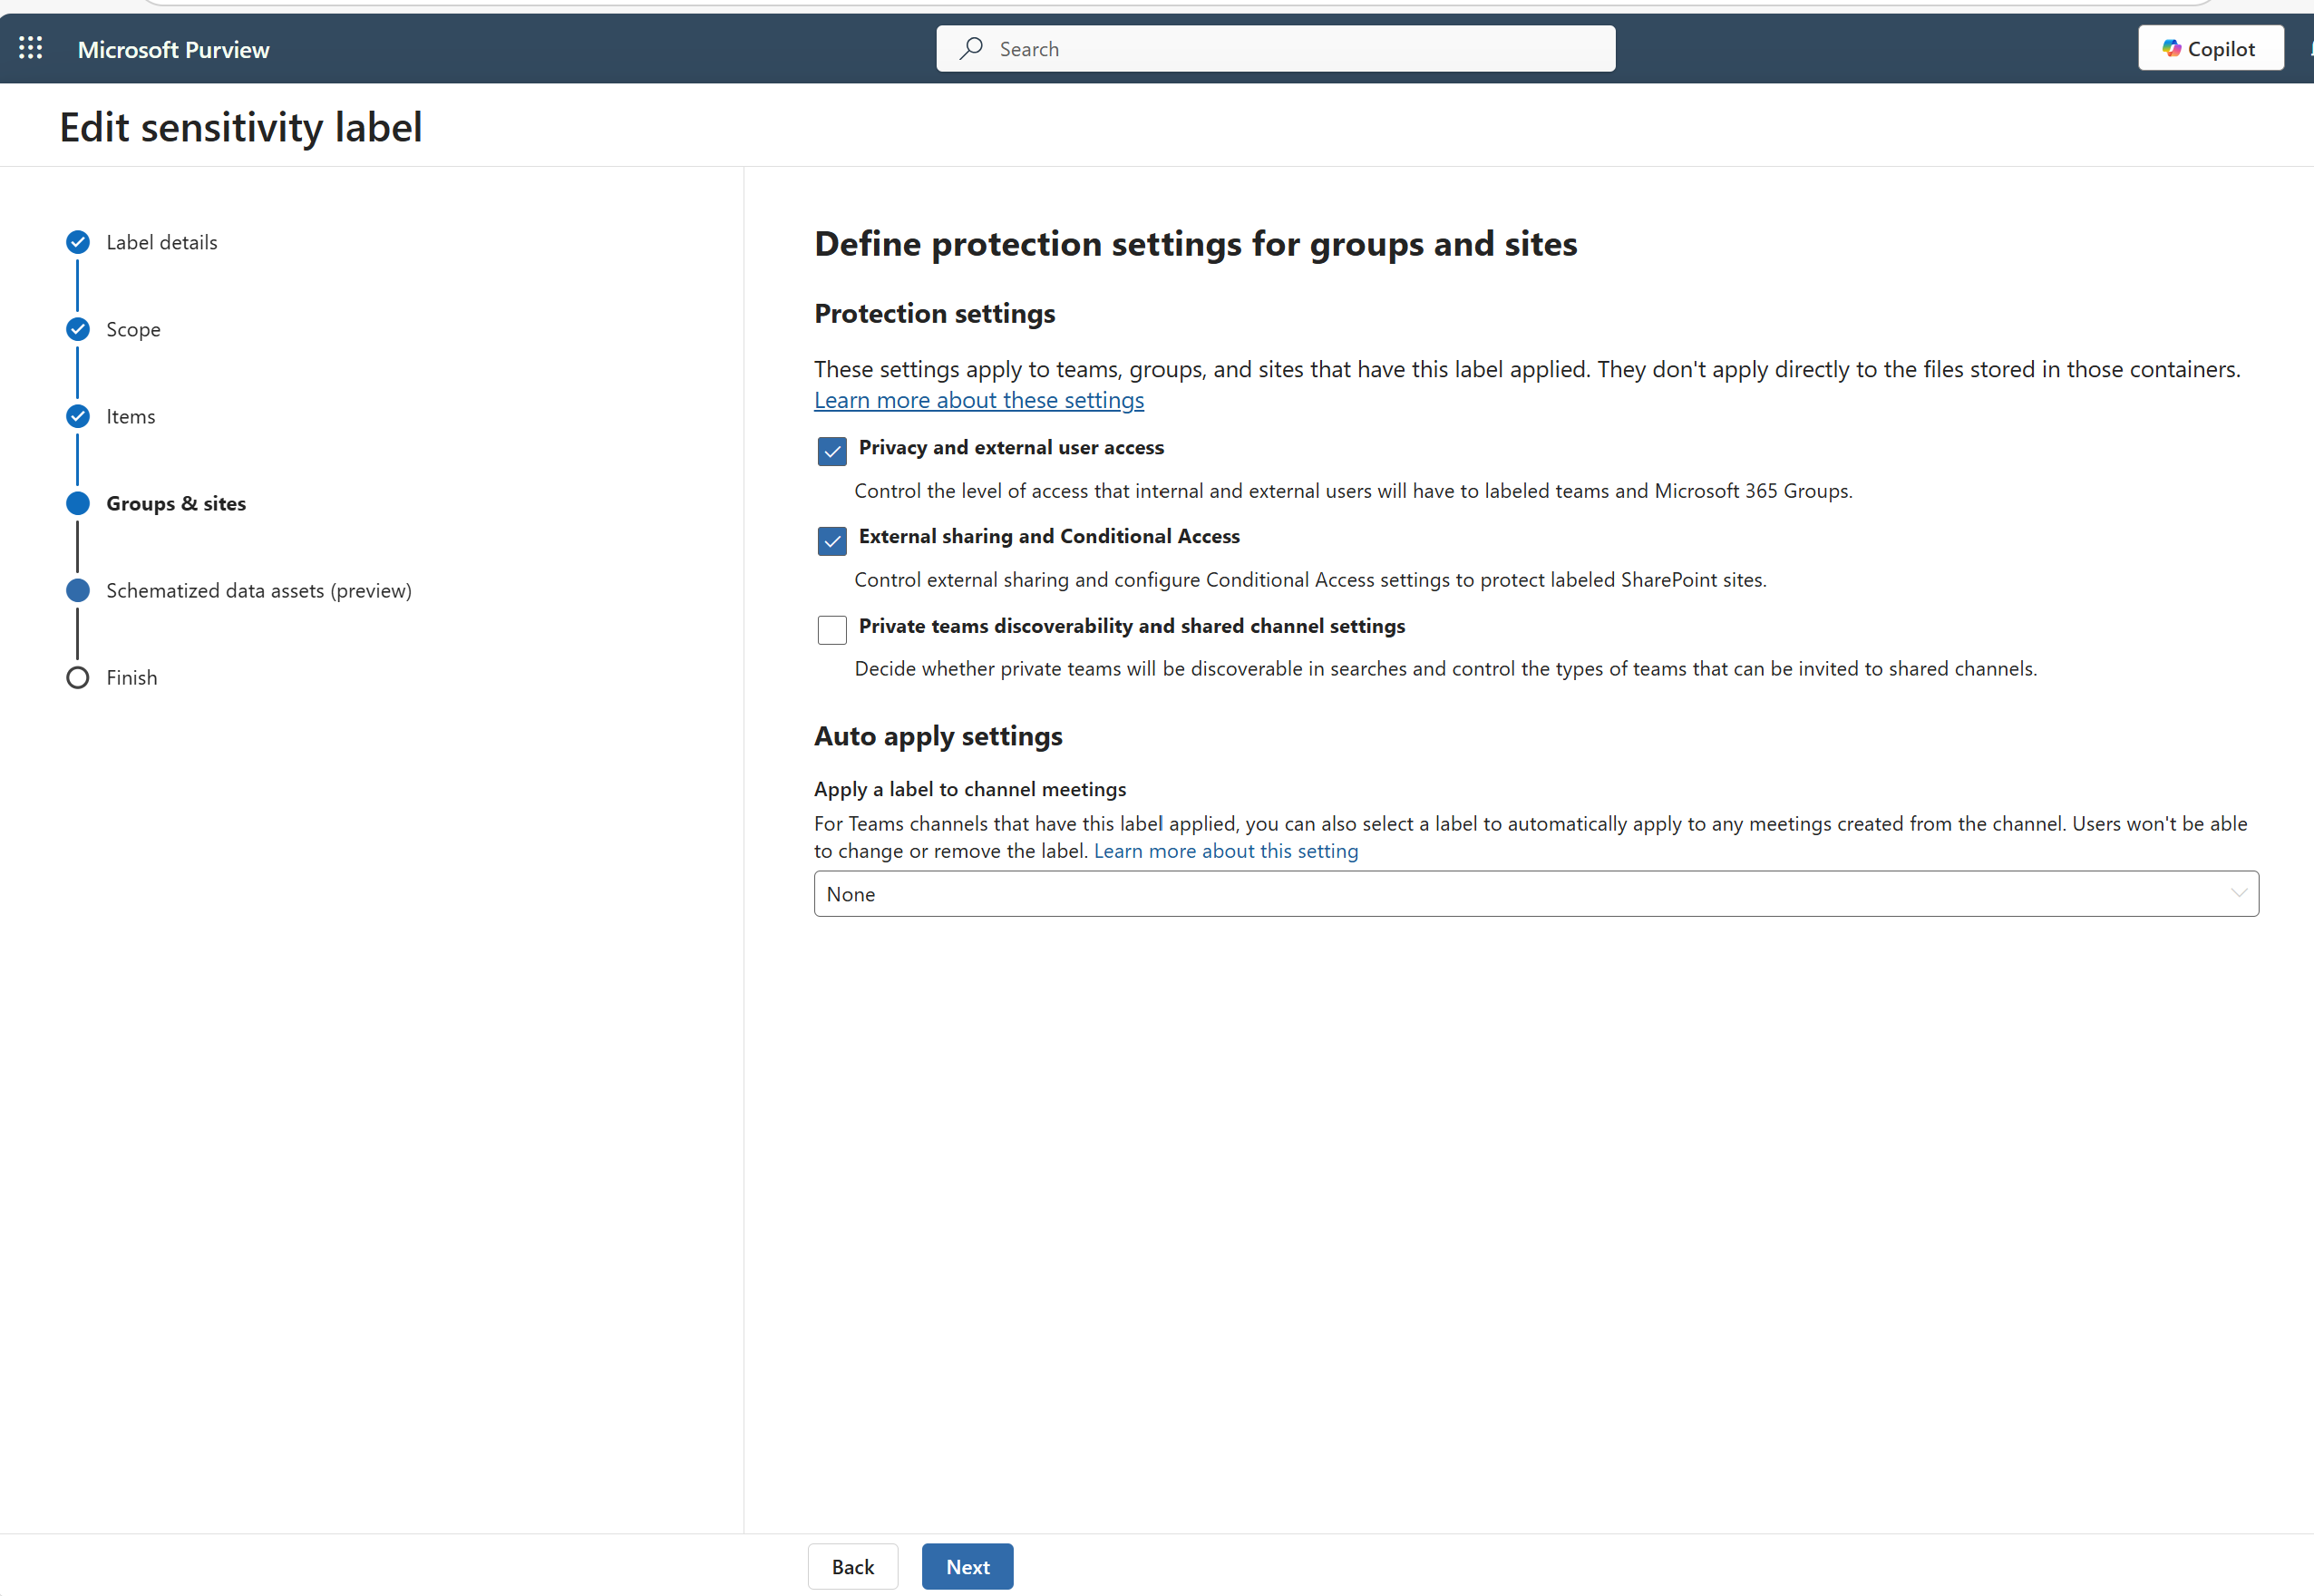 Microsoft Purview
Search
Copilot
Edit sensitivity label
Label details
Scope
Items
Groups & sites
Schematized data assets (preview)
Finish
Define protection settings for groups and sites
Protection settings
These settings apply to teams, groups, and sites that have this label applied. They don't apply directly to the files stored in those containers.
Learn more about these settings
Privacy and external user access
Control the level of access that internal and external users will have to labeled teams and Microsoft 365 Groups.
External sharing and Conditional Access
Control external sharing and configure Conditional Access settings to protect labeled SharePoint sites.
Private teams discoverability and shared channel settings
Decide whether private teams will be discoverable in searches and control the types of teams that can be invited to shared channels.
Auto apply settings
Apply a label to channel meetings
For Teams channels that have this label applied, you can also select a label to automatically apply to any meetings created from the channel. Users won't be able
to change or remove the label. Learn more about this setting
None
Back
Next